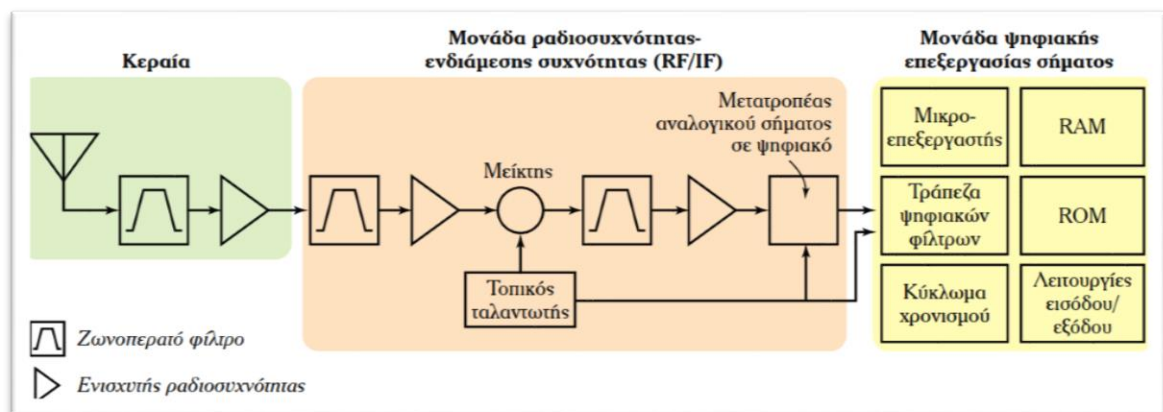 Κεραία
Μονάδα ραδιοσυχνότητας-
ενδιάμεσης συχνότητας (RF/IF)
Μονάδα ψηφιακής
επεξεργασίας σήματος
Μετατροπέας
αναλογικού σήματος
σε ψηφιακό
Μείκτης
Τοπικός
ταλαντωτής
Μικρο-
επεξεργαστής
RAM
Τράπεζα
ψηφιακών
φίλτρων
ROM
Κύκλωμα
χρονισμού
Λειτουργίες
εισόδου/
εξόδου
Ζωνοπερατό φίλτρο
Ενισχυτής ραδιοσυχνότητας